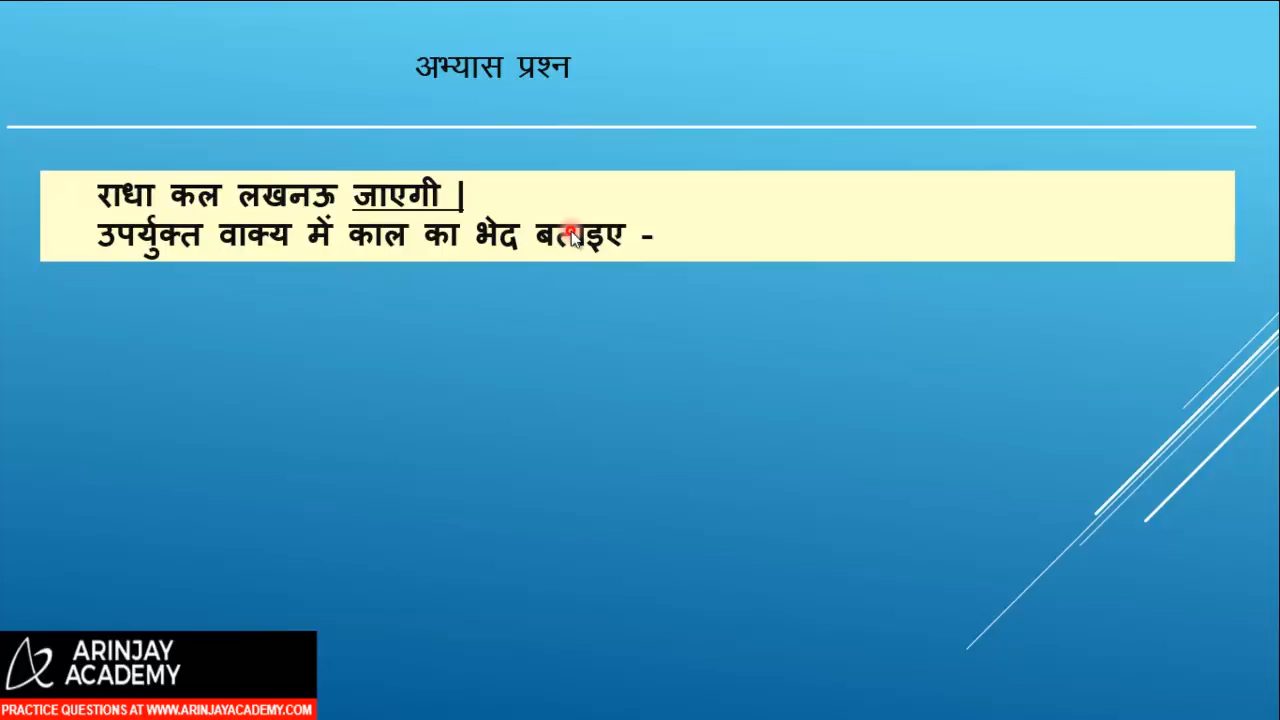 अभ्यास प्रश्न
राधा कल लखनऊ जाएगी |
उपर्युक्त वाक्य में काल का भेद बताइए -
ARINJAY
ACADEMY
PRACTICE QUESTIONS AT WWW.ARINJAYACADEMY.COM